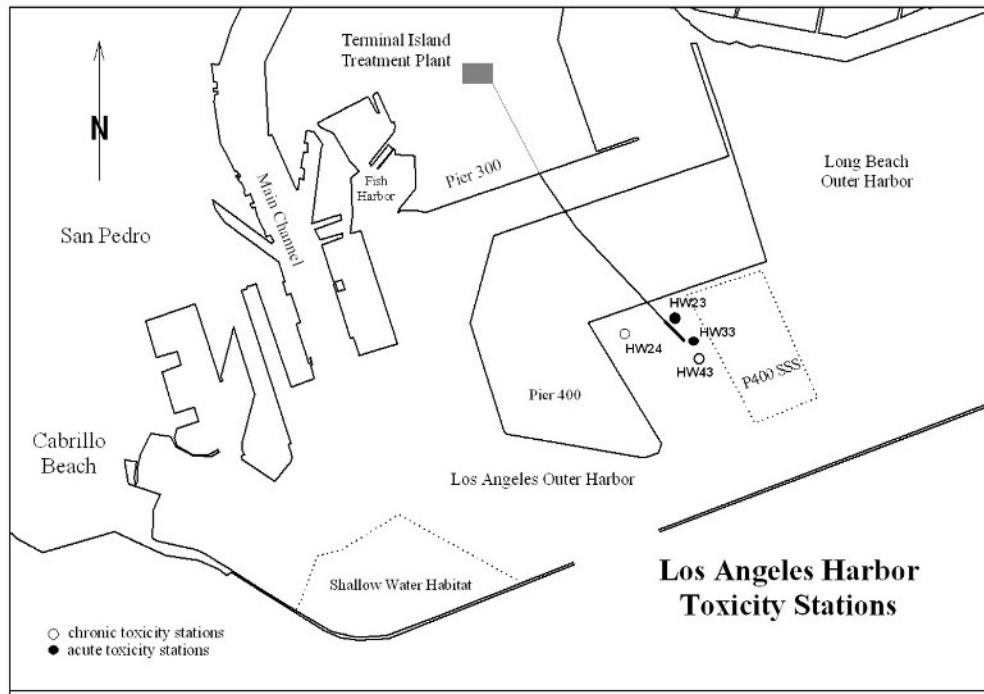 Terminal Island
Treatment Plant
N
Long Beach
Outer Harbor
Pier 300
Fish
Harbor
Main Channel
San Pedro
HW23
HW33
HW24
HW43
P400 SSS
Pier 400
Cabrillo
Beach
Los Angeles Outer Harbor
Shallow Water Habitat
Los Angeles Harbor
Toxicity Stations
chronic toxicity stations
acute toxicity stations